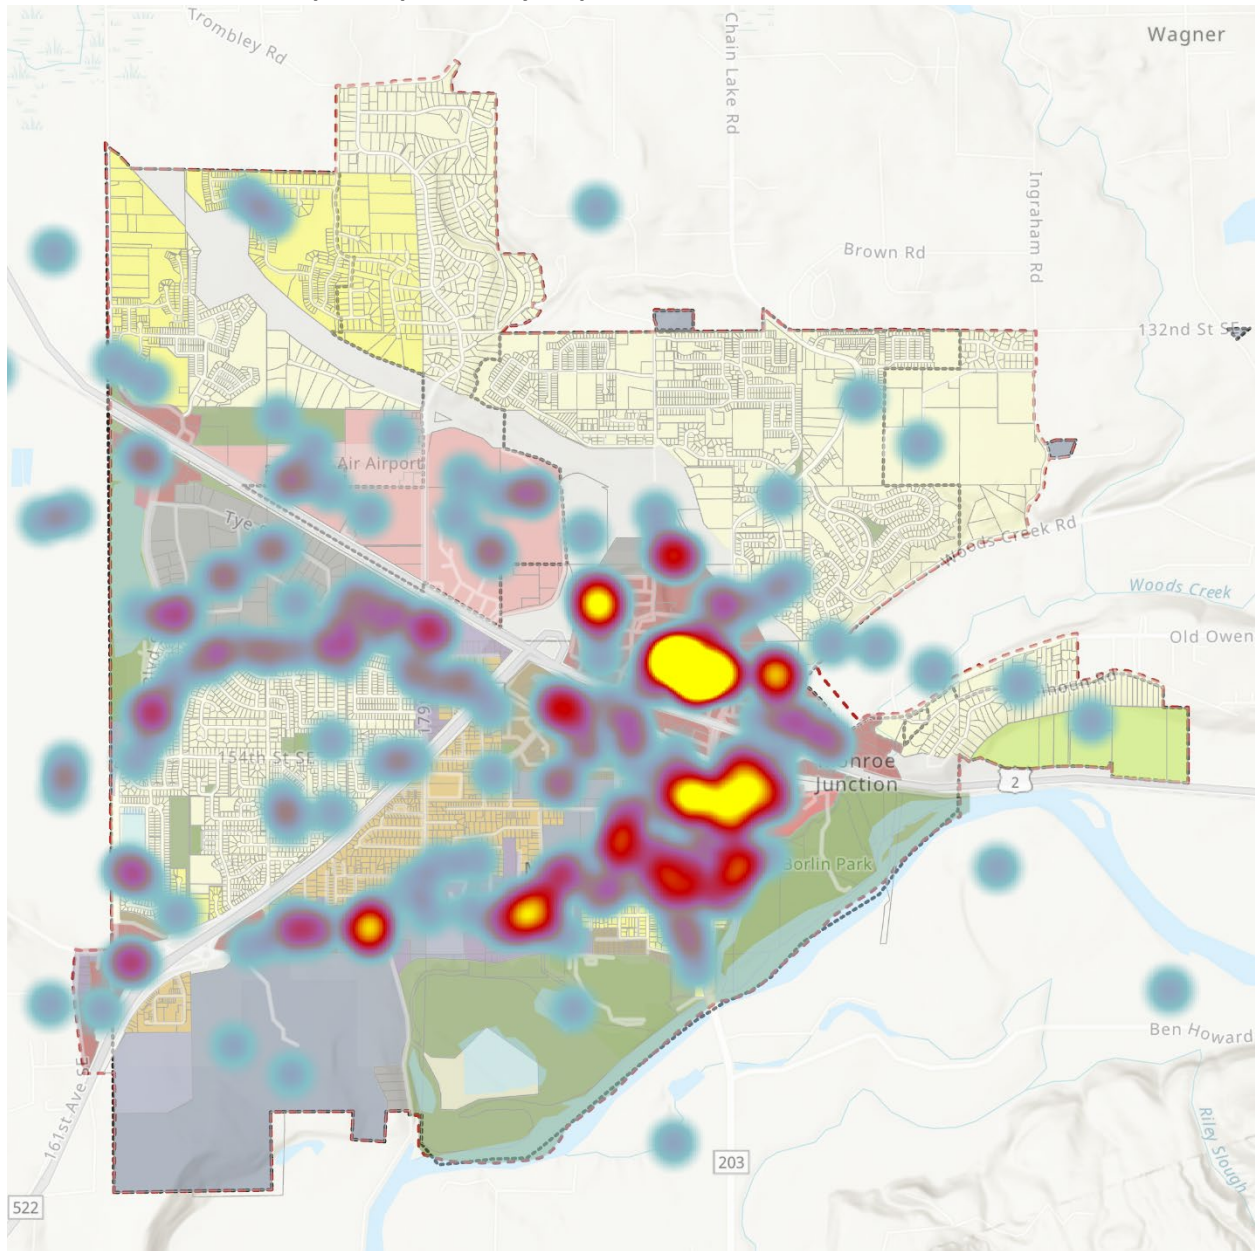 Trombley Rd
Chain Lake Rd
Wagner
Ingraham Rd
Brown Rd
132nd St SE
Air Airport
Tye
Woods Creek Rd
Woods Creek
Old Owen
179
154th St SE
Monroe
Junction
2
Borlin Park
Ben Howard
161st Ave SE
Riley Slough
203
522